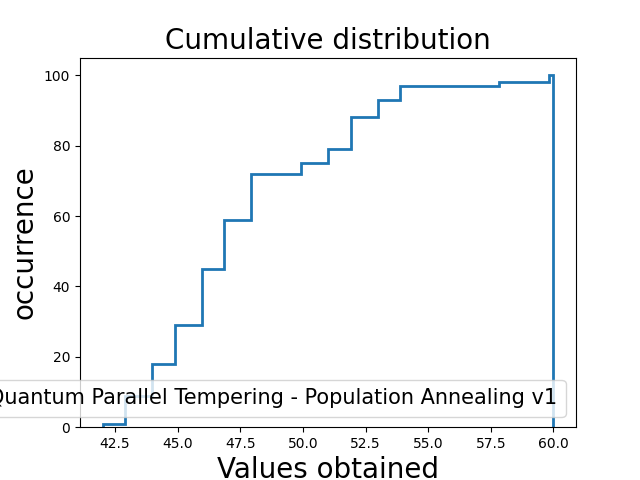 Cumulative distribution
100
80
60
40
20
0
occurrence
Quantum Parallel Tempering - Population Annealing v1
42.5 45.0 47.5 50.0 52.5 55.0 57.5 60.0
Values obtained